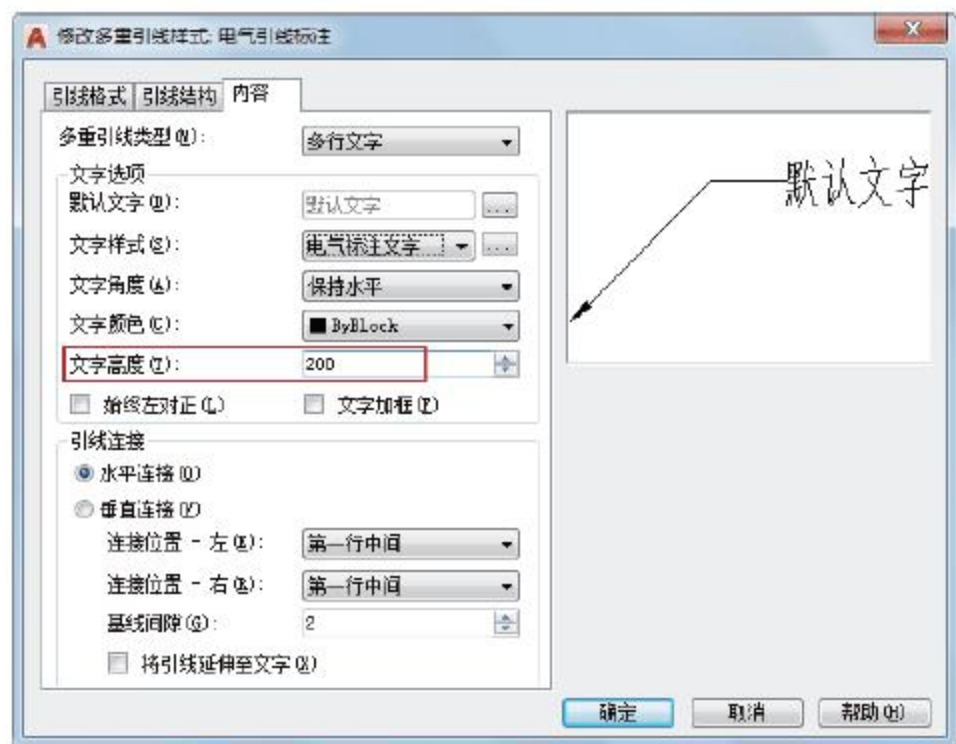 修改多重引线样式: 电气引线标注
引线格式 引线结构 内容
多重引线类型(M): 多行文字
文字选项
默认文字(D): 默认文字 ...
文字样式(S): 电气标注文字 ...
文字角度(A): 保持水平
文字颜色(C): ByBlock
文字高度(T): 200
始终左对正(L) 文字加框(F)
引线连接
水平连接(O)
垂直连接(V)
连接位置 - 左(E): 第一行中间
连接位置 - 右(R): 第一行中间
基线间隙(G): 2
将引线延伸至文字(X)
默认文字
确定 取消 帮助(H)